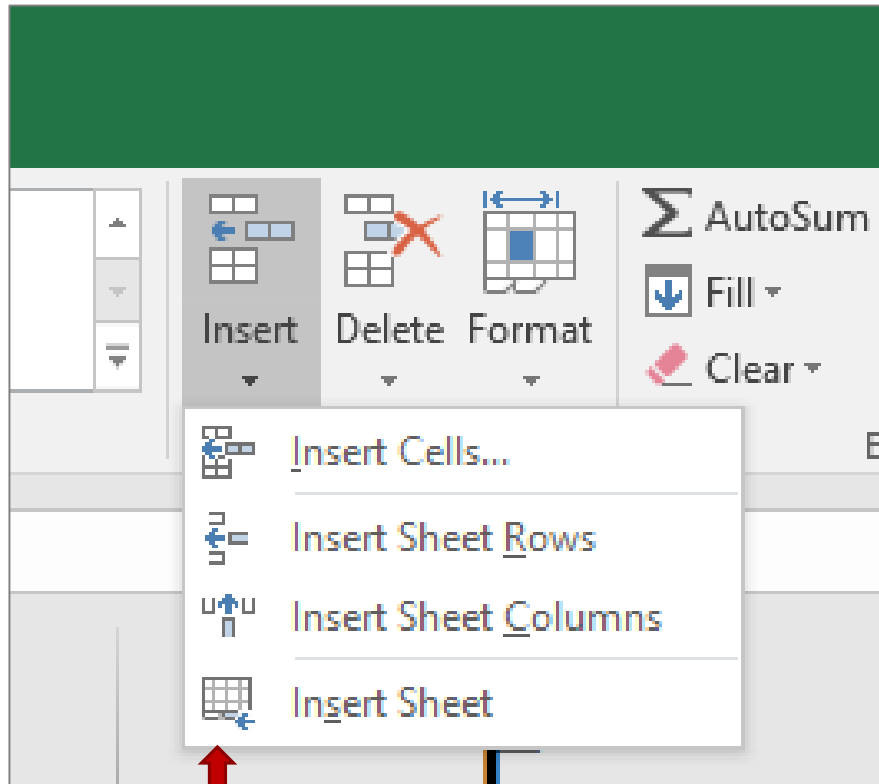 AutoSum
Fill
Insert Delete Format
Clear
Insert Cells...
Insert Sheet Rows
Insert Sheet Columns
Insert Sheet